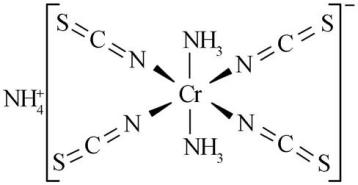 S C N NH₃ N C S
NH₄⁺ Cr
S C N NH₃ N C S
−